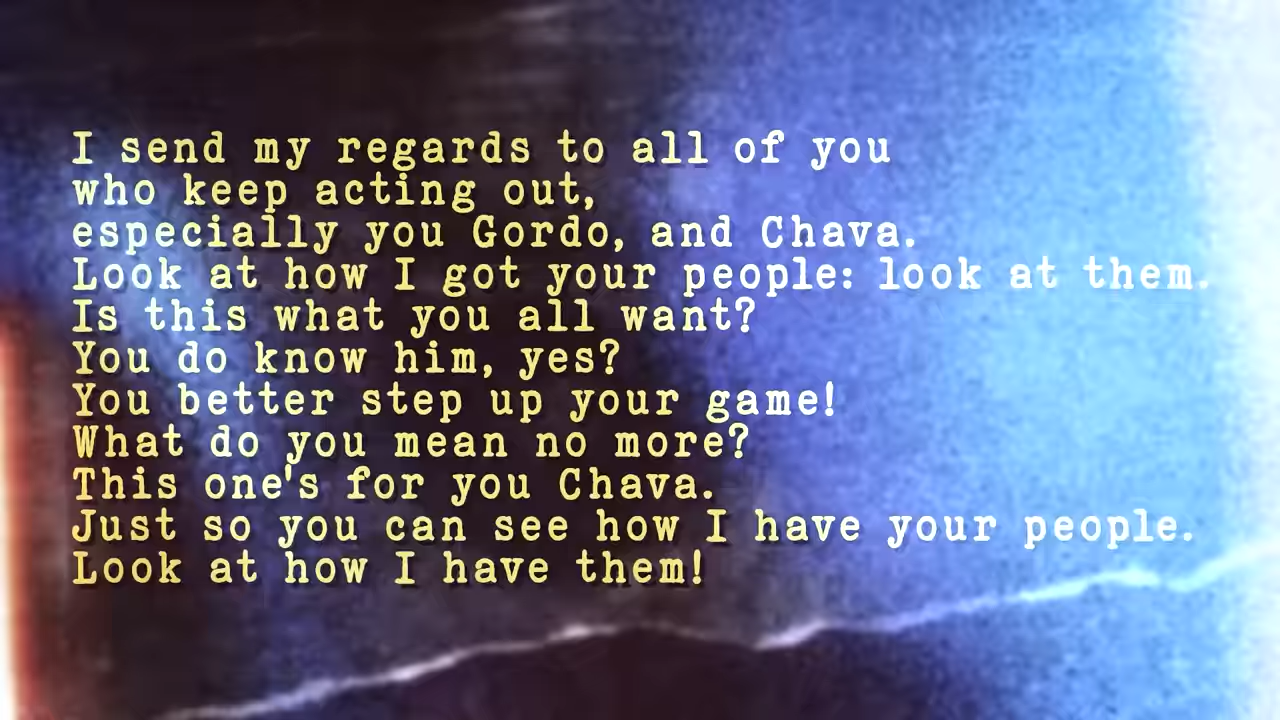 I send my regards to all of you
who keep acting out,
especially you Gordo, and Chava.
Look at how I got your people: look at them.
Is this what you all want?
You do know him, yes?
You better step up your game!
What do you mean no more?
This one's for you Chava.
Just so you can see how I have your people.
Look at how I have them!